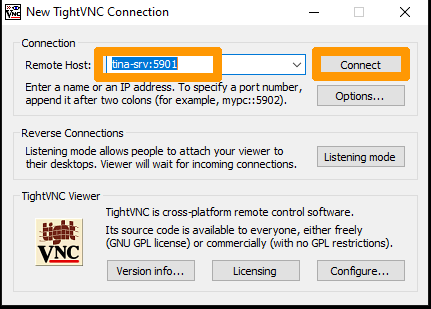 New TightVNC Connection
Connection
Remote Host: tina-srv:5901
Connect
Enter a name or an IP address. To specify a port number,
append it after two colons (for example, mypc::5902).
Options...
Reverse Connections
Listening mode allows people to attach your viewer to
their desktops. Viewer will wait for incoming connections.
Listening mode
TightVNC Viewer
tight
VNC
TightVNC is cross-platform remote control software.
Its source code is available to everyone, either freely
(GNU GPL license) or commercially (with no GPL restrictions).
Version info...
Licensing
Configure...